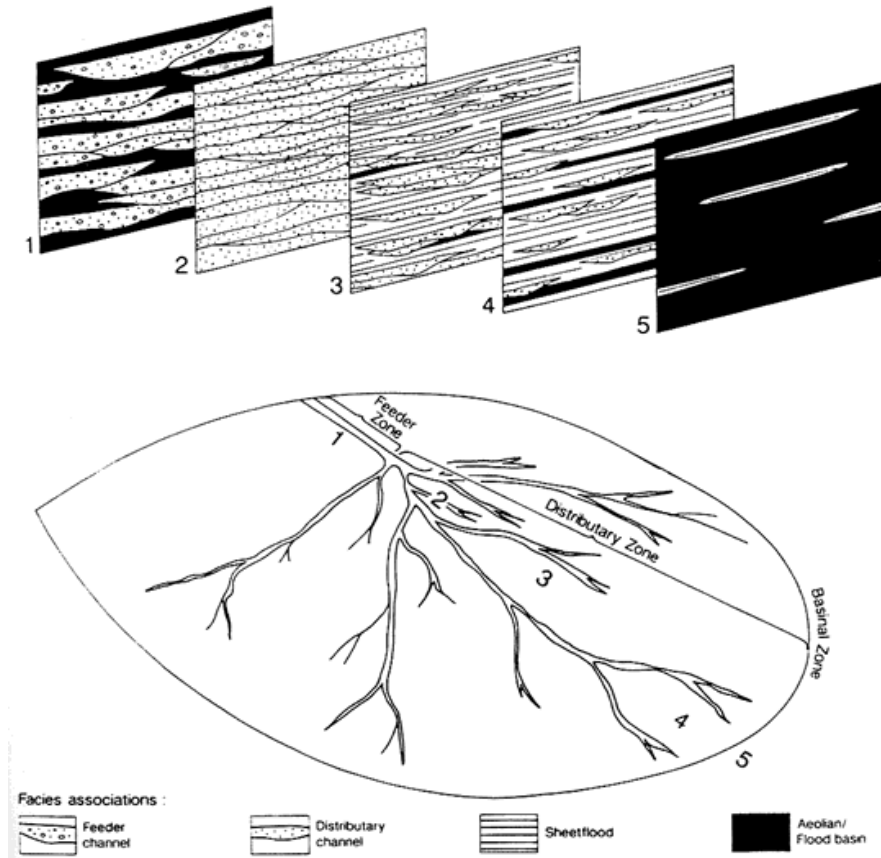 1
2
3
4
5
Feeder
Zone
1
2
Distributary Zone
3
Basinal Zone
4
5
Facies associations :
Feeder
channel
Distributary
channel
Sheetflood
Aeolian/
Flood basin